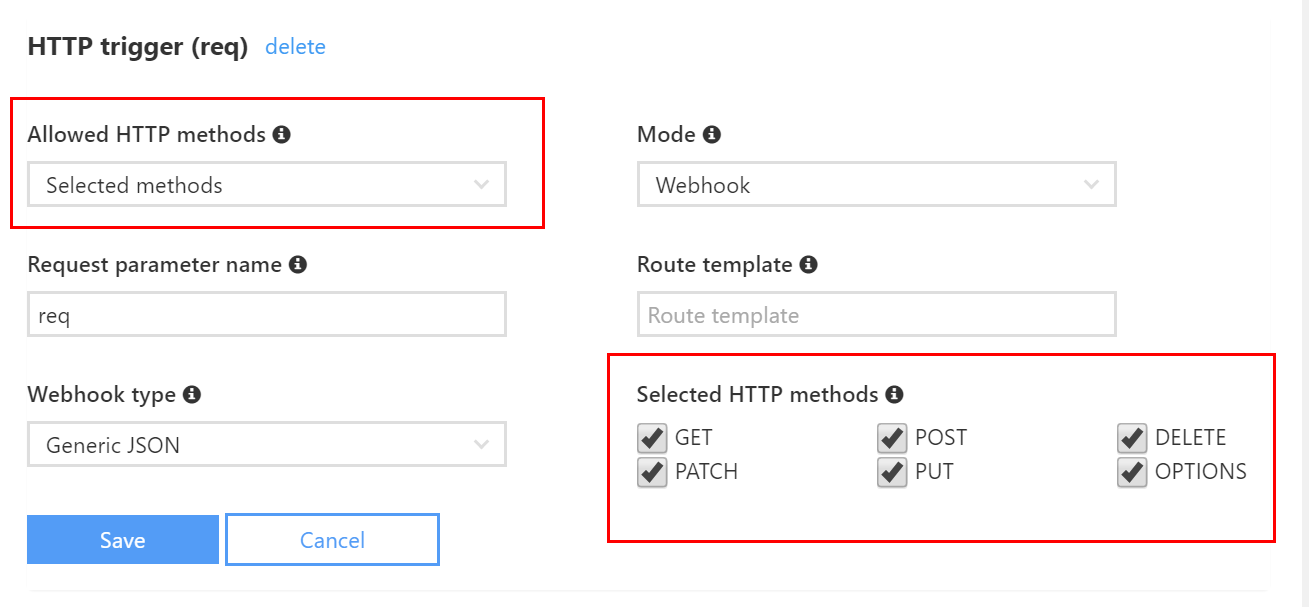 HTTP trigger (req) delete
Allowed HTTP methods
Selected methods
Mode
Webhook
Request parameter name
req
Route template
Route template
Webhook type
Generic JSON
Selected HTTP methods
GET POST DELETE
PATCH PUT OPTIONS
Save Cancel